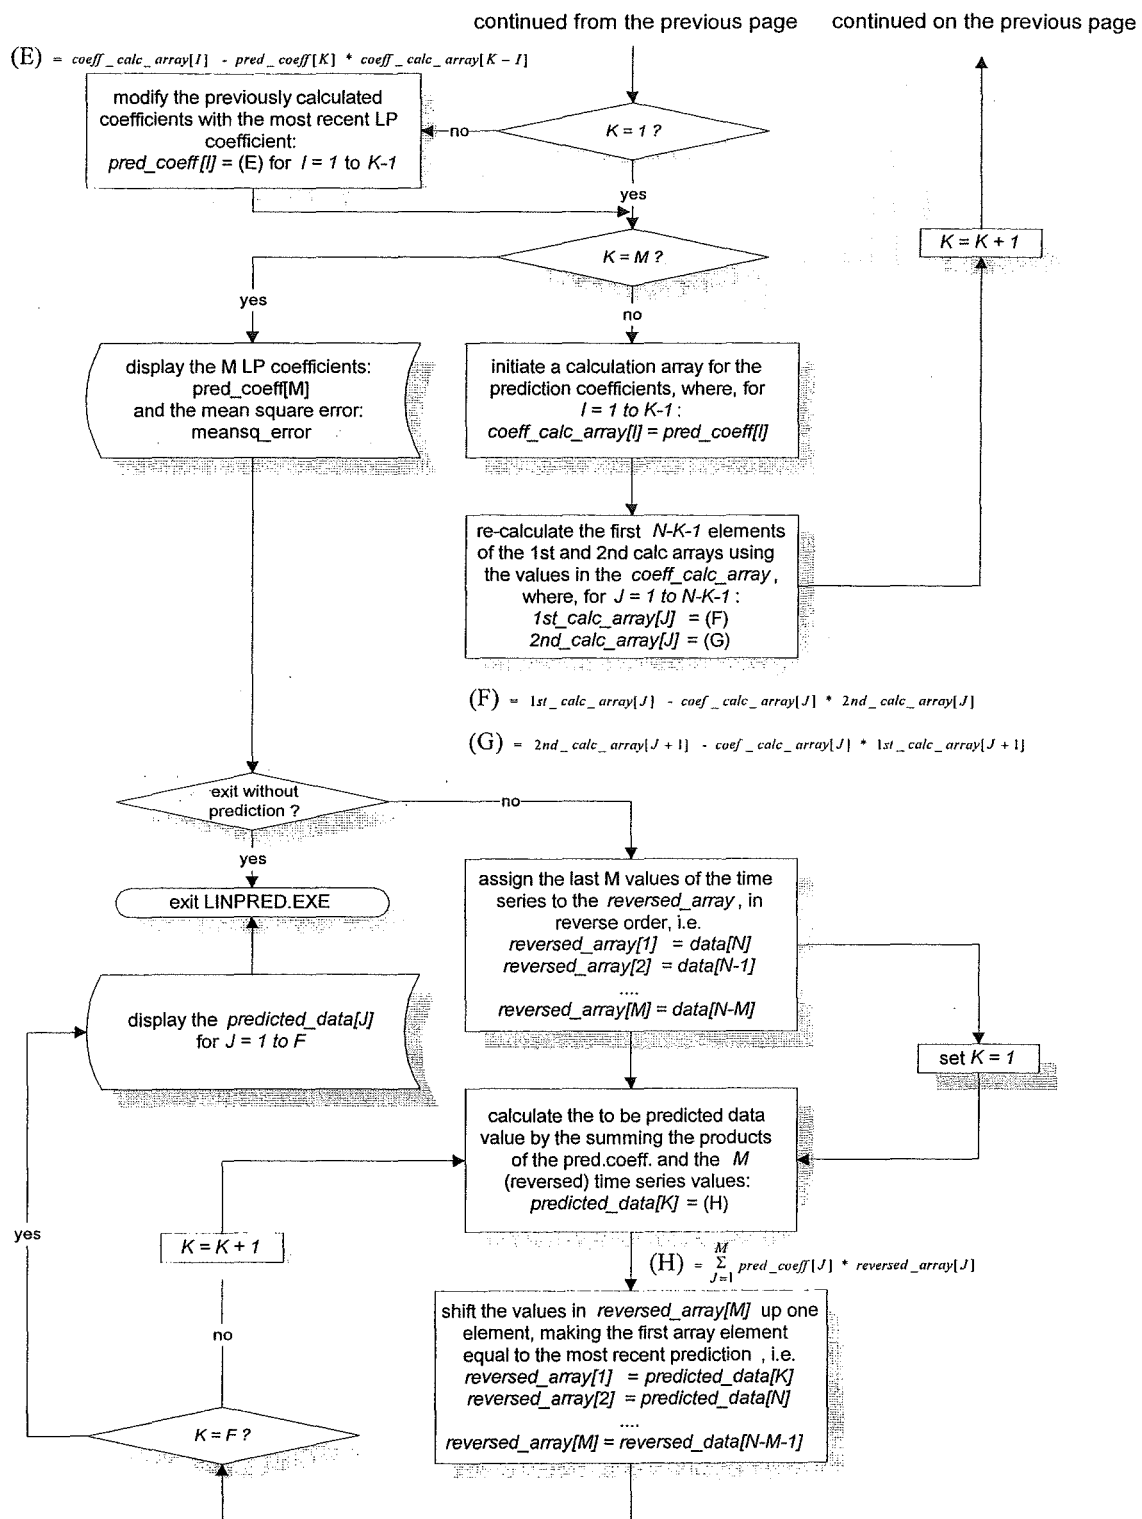 continued from the previous page
continued on the previous page
(E) = coeff_calc_array[I] - pred_coeff[K] * coeff_calc_array[K - I]
modify the previously calculated
coefficients with the most recent LP
coefficient:
pred_coeff[I] = (E) for I = 1 to K-1
no
K = 1 ?
yes
K = M ?
K = K + 1
yes
no
display the M LP coefficients:
pred_coeff[M]
and the mean square error:
meansq_error
initiate a calculation array for the
prediction coefficients, where, for
I = 1 to K-1 :
coeff_calc_array[I] = pred_coeff[I]
re-calculate the first N-K-1 elements
of the 1st and 2nd calc arrays using
the values in the coeff_calc_array,
where, for J = 1 to N-K-1 :
1st_calc_array[J] = (F)
2nd_calc_array[J] = (G)
(F) = 1st_calc_array[J] - coef_calc_array[J] * 2nd_calc_array[J]
(G) = 2nd_calc_array[J + 1] - coef_calc_array[J] * 1st_calc_array[J + 1]
exit without
prediction ?
no
yes
exit LINPRED.EXE
assign the last M values of the time
series to the reversed_array, in
reverse order, i.e.
reversed_array[1] = data[N]
reversed_array[2] = data[N-1]
....
reversed_array[M] = data[N-M]
display the predicted_data[J]
for J = 1 to F
set K = 1
calculate the to be predicted data
value by the summing the products
of the pred.coeff. and the M
(reversed) time series values:
predicted_data[K] = (H)
yes
K = K + 1
(H) = M Σ J=1 pred_coeff[J] * reversed_array[J]
no
shift the values in reversed_array[M] up one
element, making the first array element
equal to the most recent prediction , i.e.
reversed_array[1] = predicted_data[K]
reversed_array[2] = predicted_data[N]
....
reversed_array[M] = reversed_data[N-M-1]
K = F ?